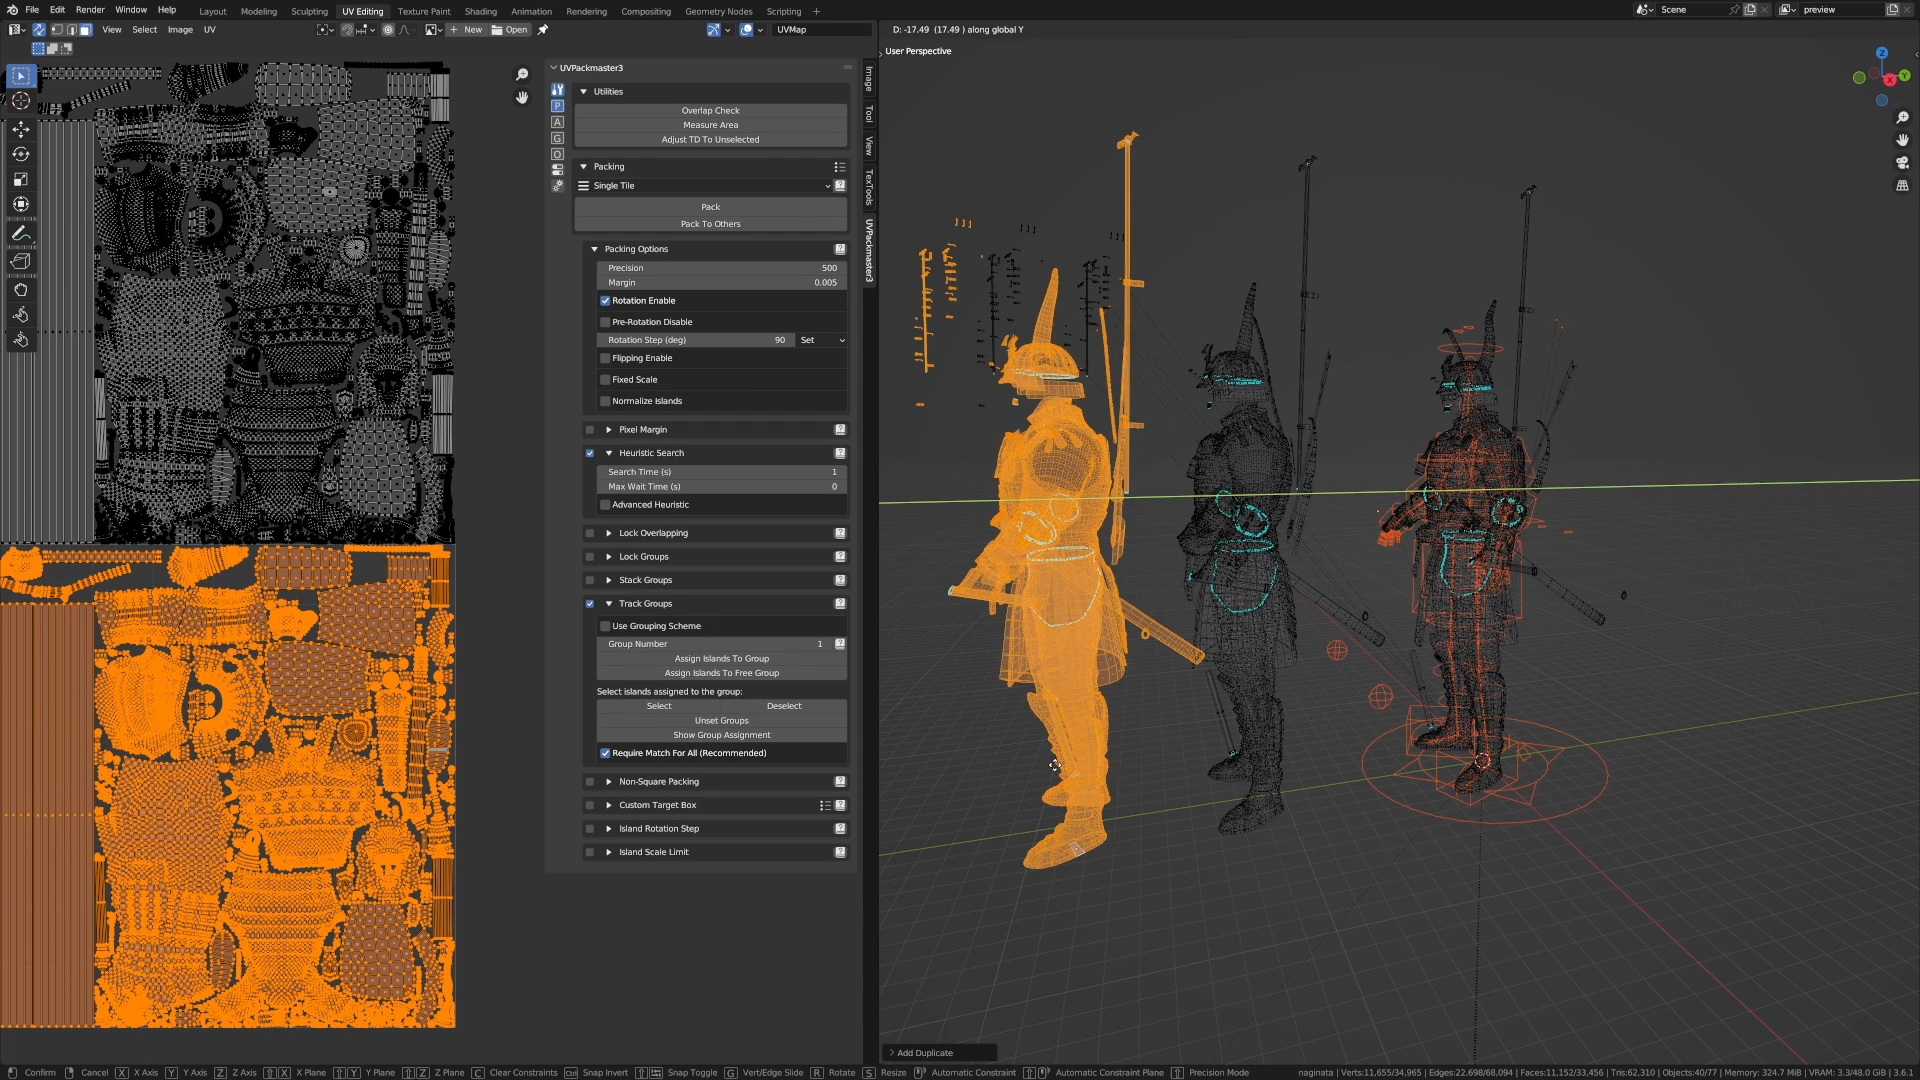 File Edit Render Window Help Layout Modeling Sculpting UV Editing Texture Paint Shading Animation Rendering Compositing Geometry Nodes Scripting + Scene preview
View Select Image UV New Open UVMap
D: -17.49 (17.49 ) along global Y
User Perspective
UVPackmaster3
Utilities
Overlap Check
Measure Area
Adjust TD To Unselected
Packing
Single Tile
Pack
Pack To Others
Packing Options
Precision 500
Margin 0.005
Rotation Enable
Pre-Rotation Disable
Rotation Step (deg) 90 Set
Flipping Enable
Fixed Scale
Normalize Islands
Pixel Margin
Heuristic Search
Search Time (s) 1
Max Wait Time (s) 0
Advanced Heuristic
Lock Overlapping
Lock Groups
Stack Groups
Track Groups
Use Grouping Scheme
Group Number 1
Assign Islands To Group
Assign Islands To Free Group
Select islands assigned to the group:
Select Deselect
Unset Groups
Show Group Assignment
Require Match For All (Recommended)
Non-Square Packing
Custom Target Box
Island Rotation Step
Island Scale Limit
P
A
G
O
Image
Tool
View
TexTools
UVPackmaster3
Z
Y
X
Add Duplicate
Confirm Cancel X X Axis Y Y Axis Z Z Axis X X Plane Y Y Plane Z Z Plane C Clear Constraints Ctrl Snap Invert Snap Toggle G Vert/Edge Slide R Rotate S Resize Automatic Constraint Automatic Constraint Plane Precision Mode naginata | Verts:11,655/34,965 | Edges:22,698/68,094 | Faces:11,152/33,456 | Tris:62,310 | Objects:40/77 | Memory: 324.7 MiB | VRAM: 3.3/48.0 GiB | 3.6.1